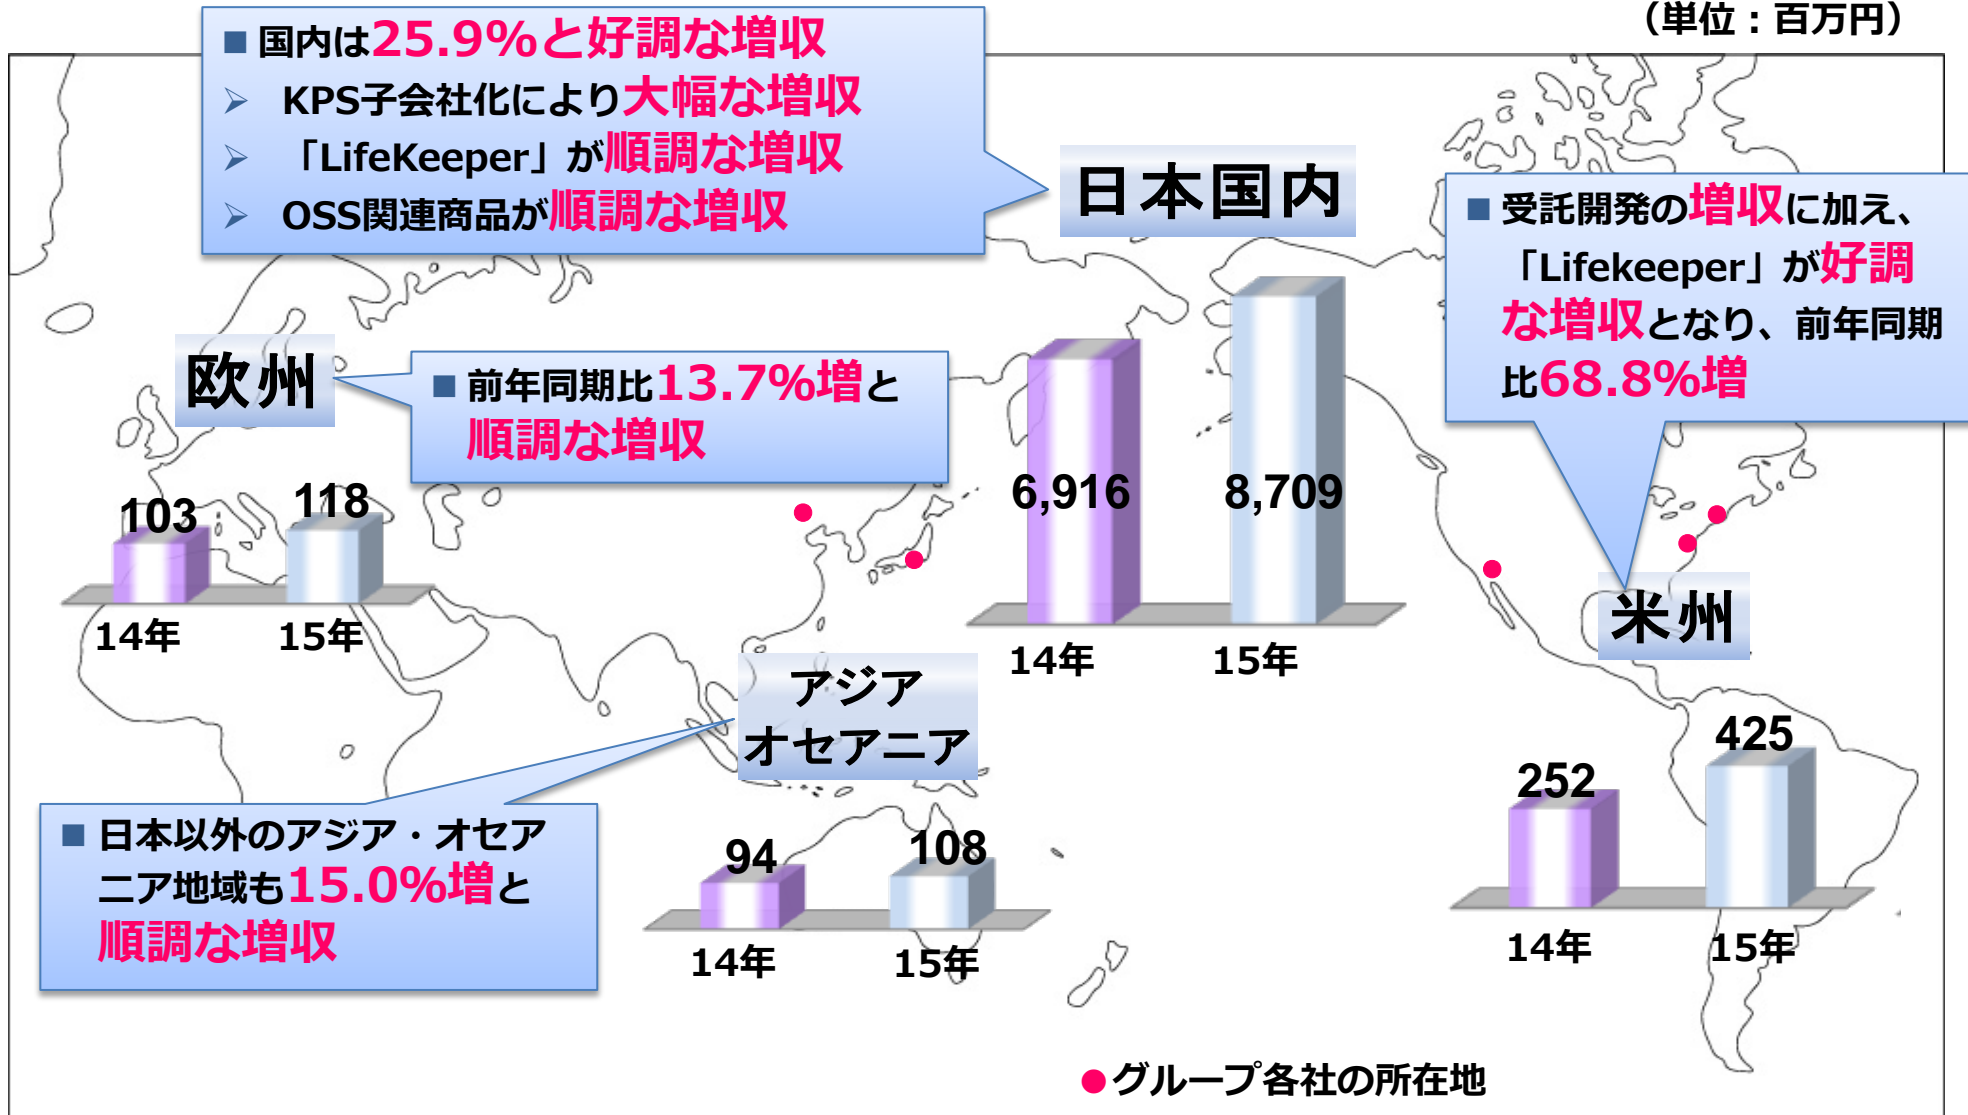 （単位：百万円）
■ 国内は25.9%と好調な増収
➢ KPS子会社化により大幅な増収
➢ 「LifeKeeper」が順調な増収
➢ OSS関連商品が順調な増収
日本国内
■ 受託開発の増収に加え、
「Lifekeeper」が好調
な増収となり、前年同期
比68.8%増
欧州
■ 前年同期比13.7%増と
順調な増収
103
118
14年
15年
6,916
8,709
14年
15年
米州
アジア
オセアニア
425
252
14年
15年
■ 日本以外のアジア・オセア
ニア地域も15.0%増と
順調な増収
94
108
14年
15年
●グループ各社の所在地